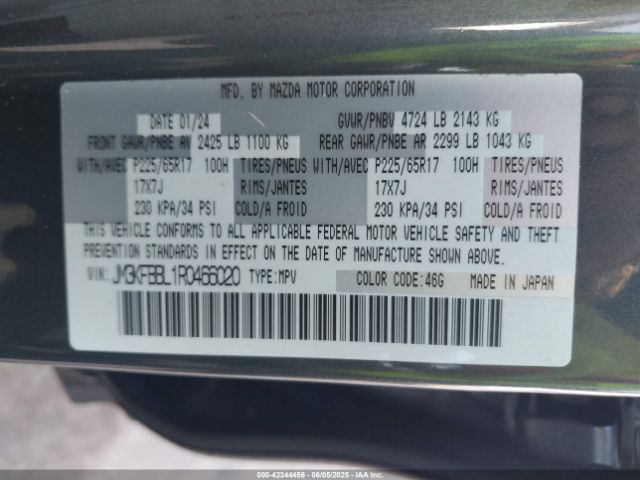 MFD. BY MAZDA MOTOR CORPORATION
DATE 01/24 GVWR/PNBV 4724 LB 2143 KG
FRONT GAWR/PNBE AV 2425 LB 1100 KG REAR GAWR/PNBE AR 2299 LB 1043 KG
WITH/AVEC P225/65R17 100H TIRES/PNEUS WITH/AVEC P225/65R17 100H TIRES/PNEUS
17X7J RIMS/JANTES 17X7J RIMS/JANTES
230 KPA/34 PSI COLD/A FROID 230 KPA/34 PSI COLD/A FROID
THIS VEHICLE CONFORMS TO ALL APPLICABLE FEDERAL MOTOR VEHICLE SAFETY AND THEFT
PREVENTION STANDARDS IN EFFECT ON THE DATE OF MANUFACTURE SHOWN ABOVE.
VIN: JM3KFBBL1R0466020 TYPE:MPV COLOR CODE:46G MADE IN JAPAN
000-42344456 - 06/05/2025 - COPYRIGHT IAA, LLC.